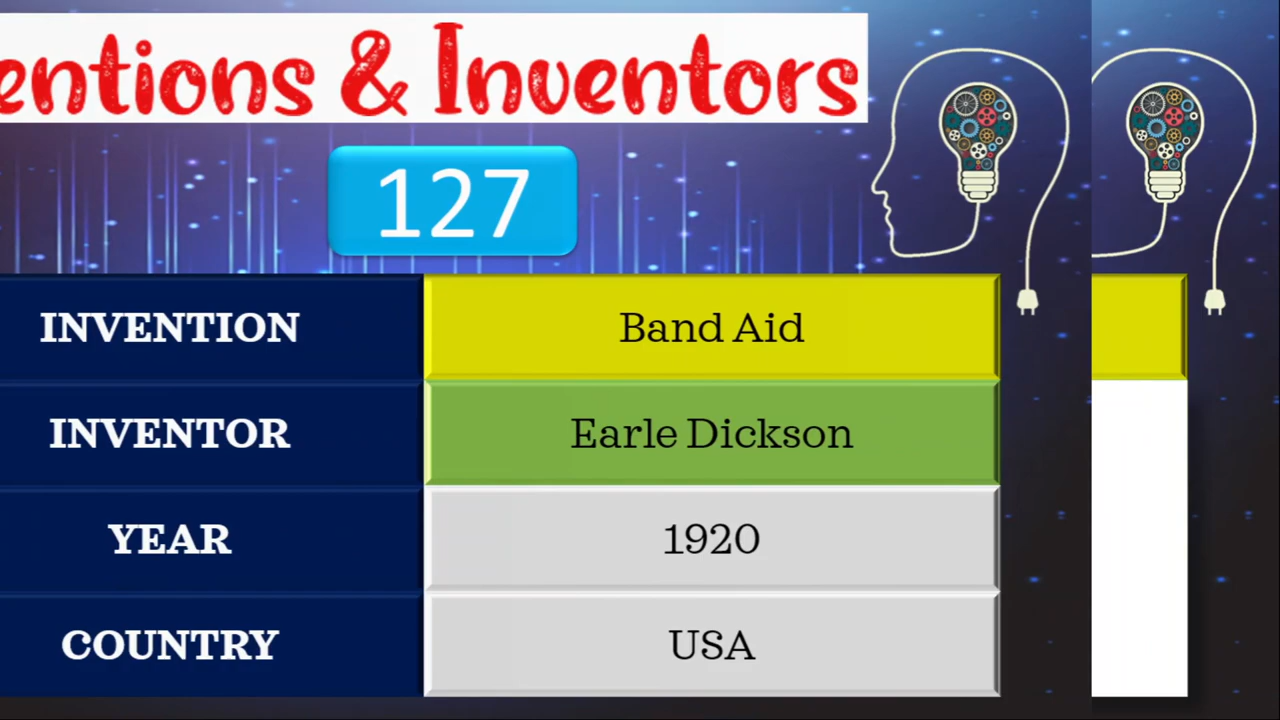 entions & Inventors
127
INVENTION Band Aid
INVENTOR Earle Dickson
YEAR 1920
COUNTRY USA